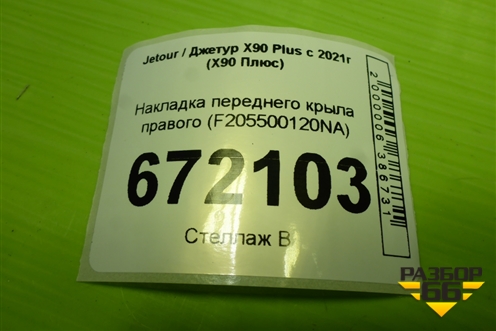 Jetour / Джетур X90 Plus с 2021г
(X90 Плюс)
Накладка переднего крыла
правого (F205500120NA)
672103
Стеллаж В
2000006386731
РАЗБОР
66